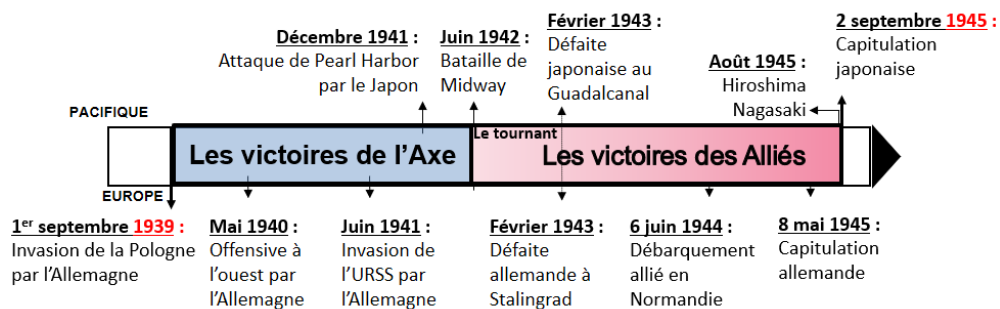 Décembre 1941 :
Attaque de Pearl Harbor
par le Japon
Juin 1942 :
Bataille de
Midway
Février 1943 :
Défaite
japonaise au
Guadalcanal
Août 1945 :
Hiroshima
Nagasaki
2 septembre 1945 :
Capitulation
japonaise
PACIFIQUE
Les victoires de l’Axe
Le tournant
Les victoires des Alliés
EUROPE
1er septembre 1939 :
Invasion de la Pologne
par l’Allemagne
Mai 1940 :
Offensive à
l’ouest par
l’Allemagne
Juin 1941 :
Invasion de
l’URSS par
l’Allemagne
Février 1943 :
Défaite
allemande à
Stalingrad
6 juin 1944 :
Débarquement
allié en
Normandie
8 mai 1945 :
Capitulation
allemande